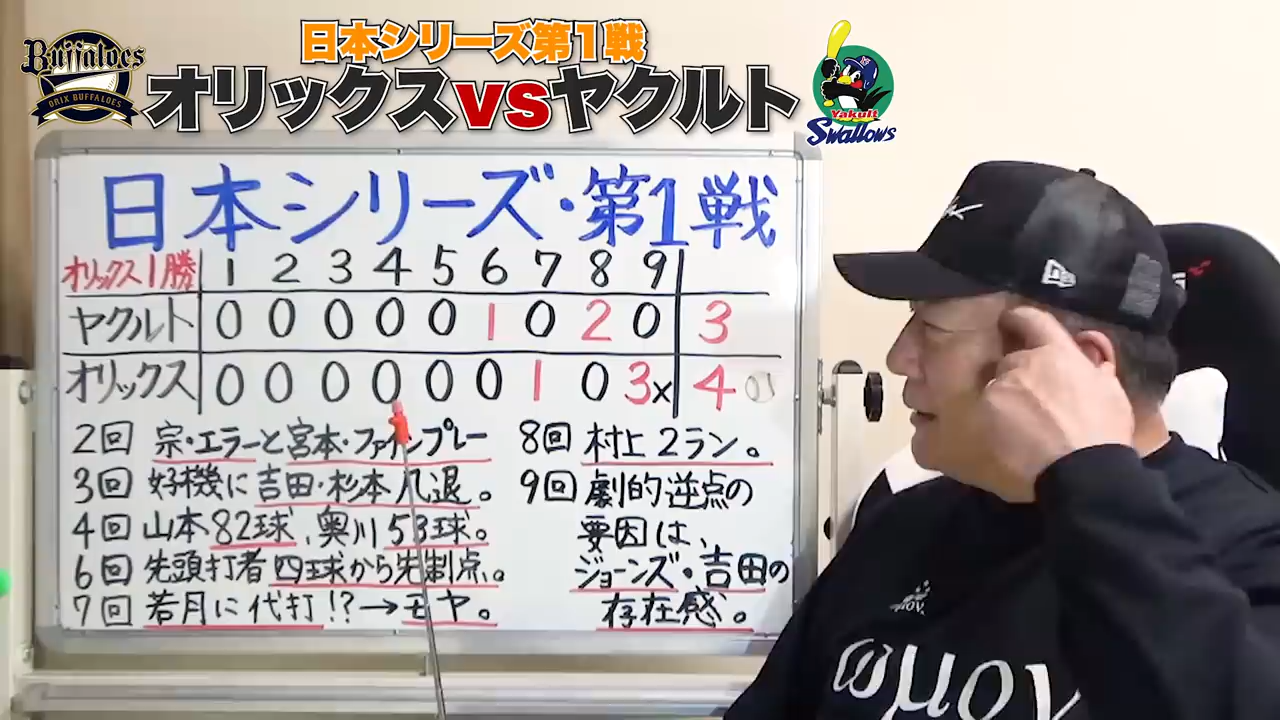 日本シリーズ第1戦
Buffaloes
ORIX BUFFALOES
オリックスvsヤクルト
Yakult
Swallows
日本シリーズ・第1戦
オリックス1勝 1 2 3 4 5 6 7 8 9
ヤクルト 0 0 0 0 0 1 0 2 0 3
オリックス 0 0 0 0 0 0 1 0 3x 4
2回 宗・エラーと宮本・ファインプレー
3回 好機に吉田・杉本凡退。
4回 山本82球、奥川53球。
6回 先頭打者四球から先制点。
7回 若月に代打!?→モヤ。
8回 村上2ラン。
9回 劇的逆点の
要因は、
ジョーンズ・吉田の
存在感。
ωμον